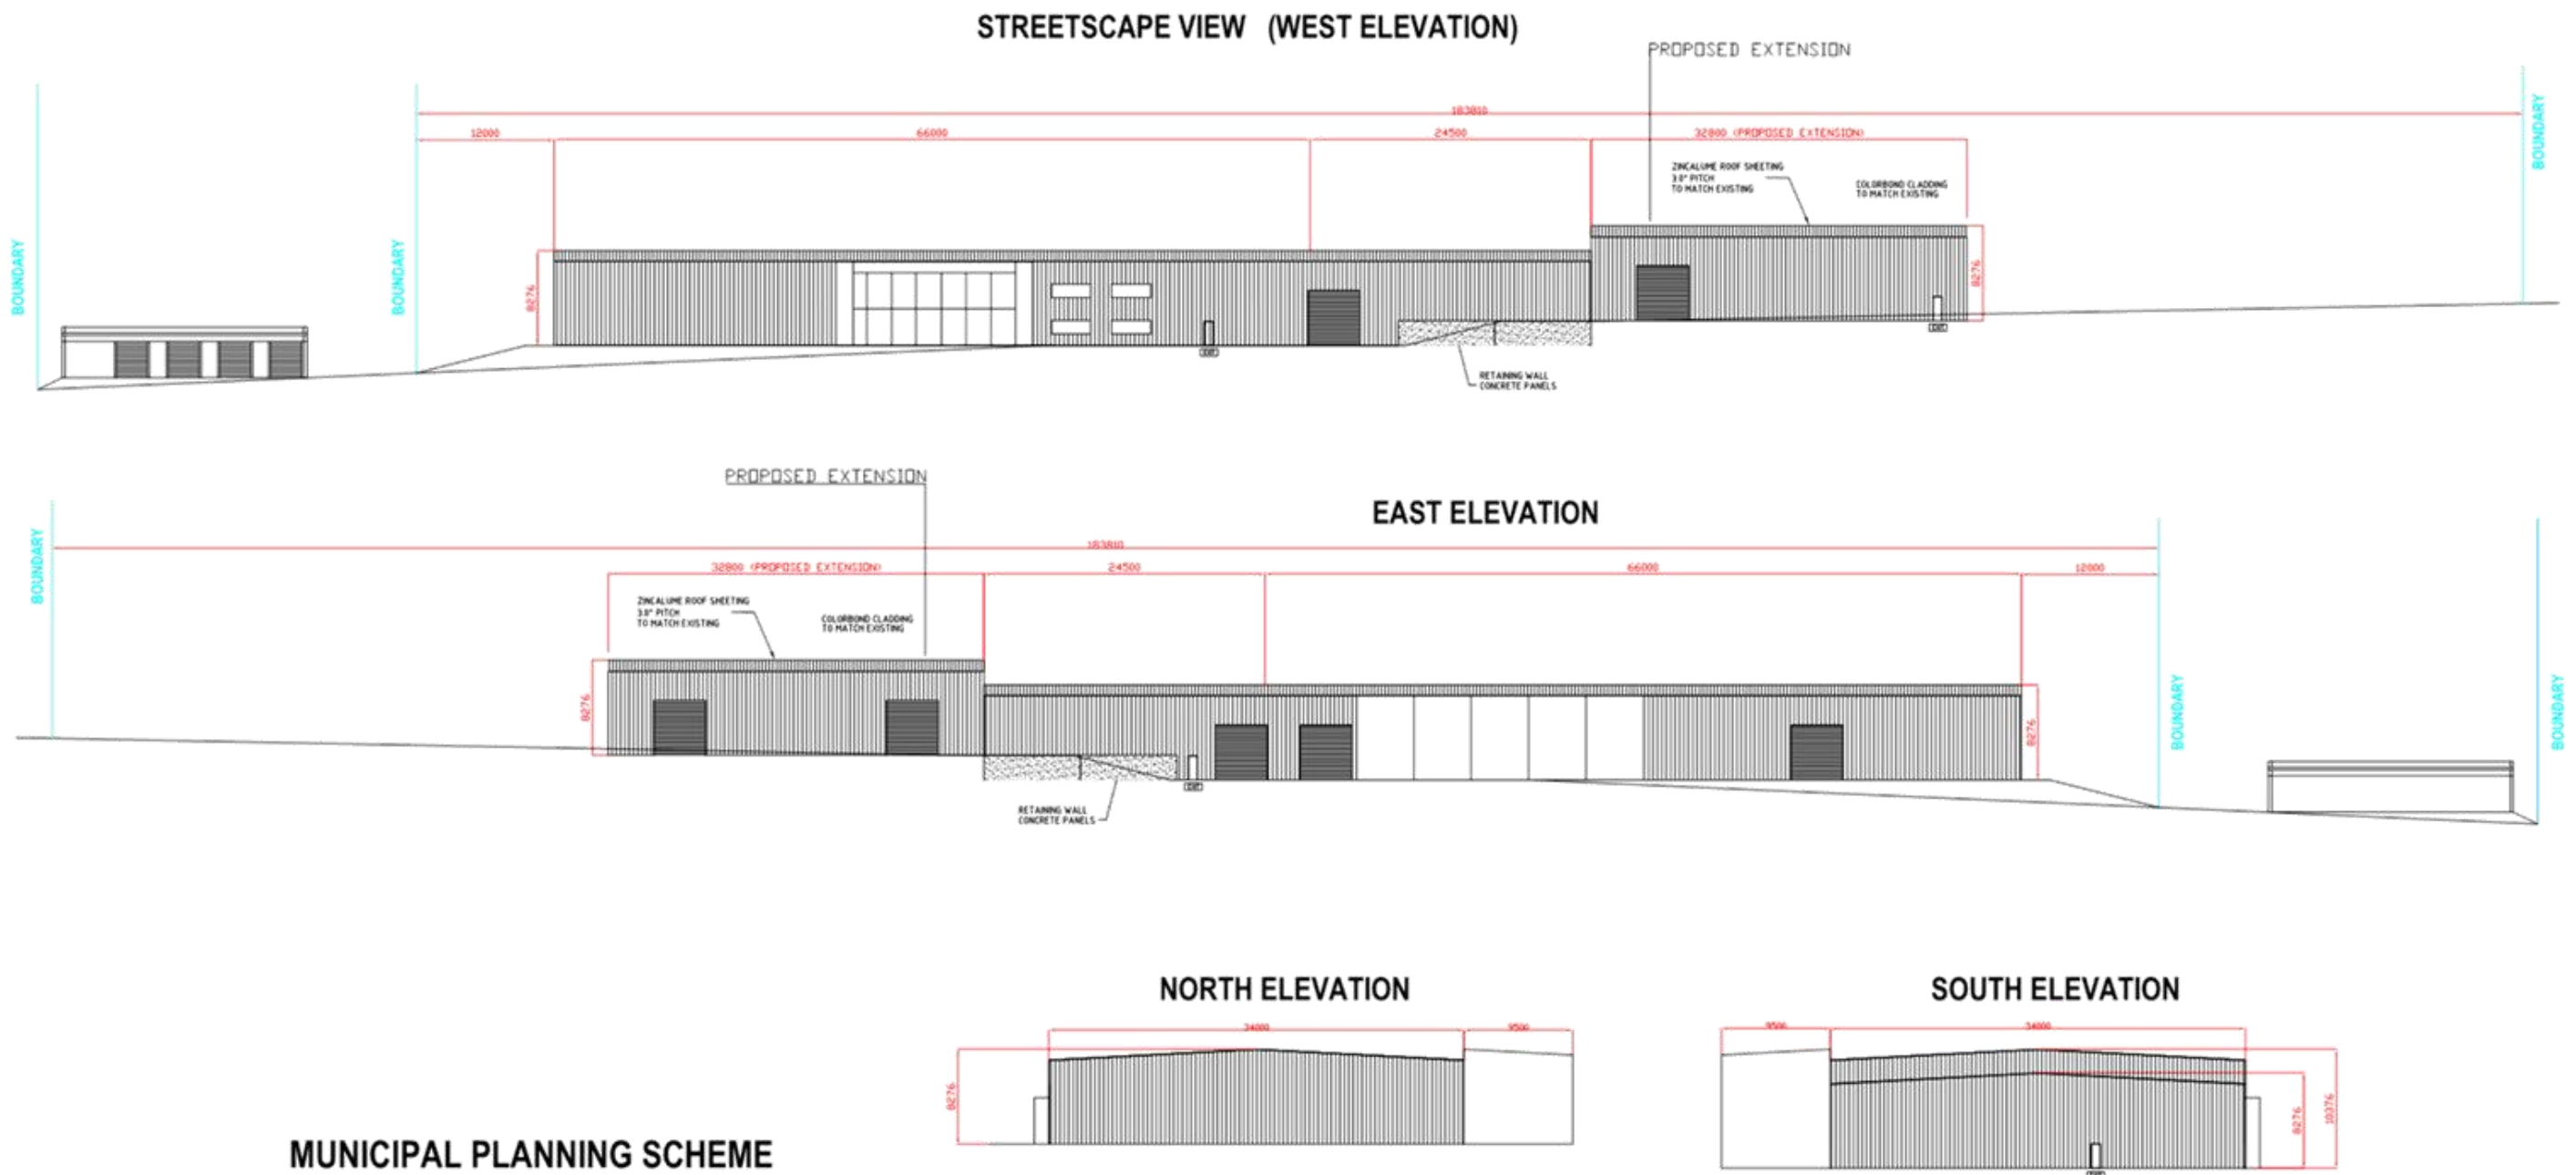 STREETSCAPE VIEW (WEST ELEVATION)
PROPOSED EXTENSION
183810
12000
66000
24500
32800 (PROPOSED EXTENSION)
ZINCALUME ROOF SHEETING
3.0° PITCH
TO MATCH EXISTING
COLORBOND CLADDING
TO MATCH EXISTING
BOUNDARY
BOUNDARY
BOUNDARY
8276
8276
EXIT
EXIT
RETAINING WALL
CONCRETE PANELS
PROPOSED EXTENSION
EAST ELEVATION
183810
32800 (PROPOSED EXTENSION)
24500
66000
12000
ZINCALUME ROOF SHEETING
3.0° PITCH
TO MATCH EXISTING
COLORBOND CLADDING
TO MATCH EXISTING
BOUNDARY
BOUNDARY
BOUNDARY
8276
8276
EXIT
RETAINING WALL
CONCRETE PANELS
NORTH ELEVATION
34000
9500
8276
SOUTH ELEVATION
9500
34000
8276
10376
MUNICIPAL PLANNING SCHEME